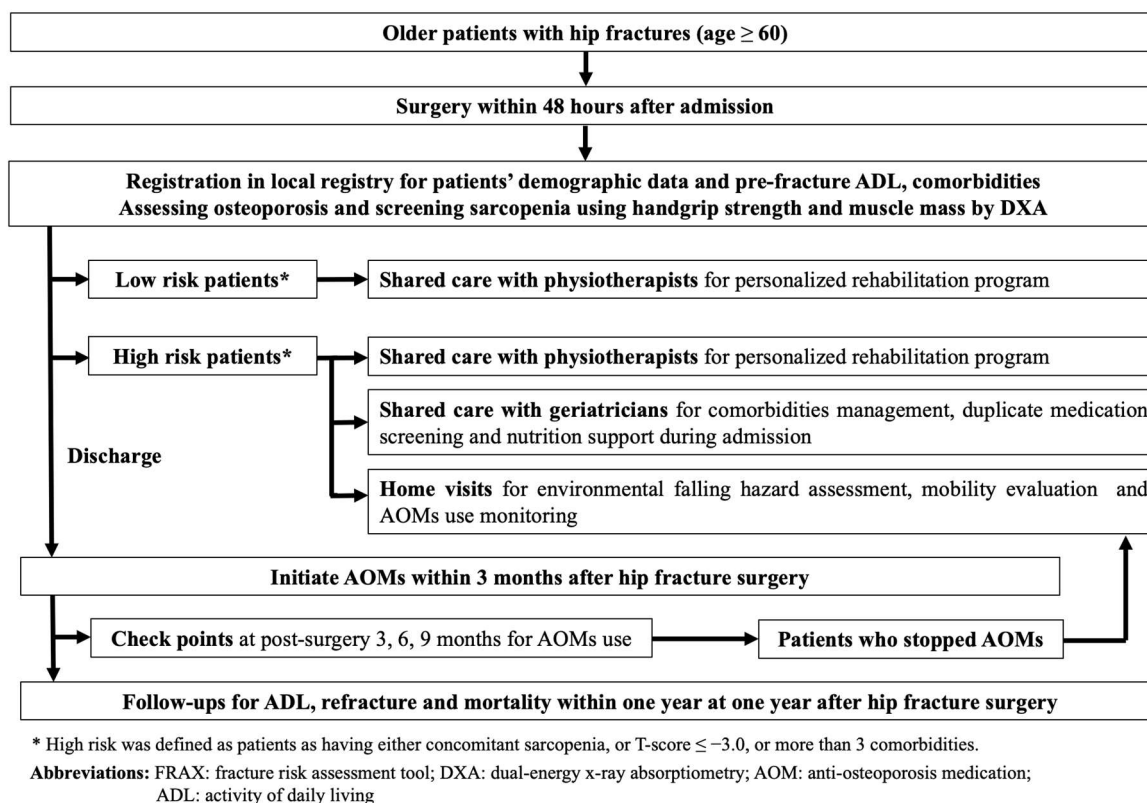 Older patients with hip fractures (age ≥ 60)
Surgery within 48 hours after admission
Registration in local registry for patients’ demographic data and pre-fracture ADL, comorbidities
Assessing osteoporosis and screening sarcopenia using handgrip strength and muscle mass by DXA
Low risk patients*
Shared care with physiotherapists for personalized rehabilitation program
High risk patients*
Shared care with physiotherapists for personalized rehabilitation program
Shared care with geriatricians for comorbidities management, duplicate medication
screening and nutrition support during admission
Discharge
Home visits for environmental falling hazard assessment, mobility evaluation and
AOMs use monitoring
Initiate AOMs within 3 months after hip fracture surgery
Check points at post-surgery 3, 6, 9 months for AOMs use
Patients who stopped AOMs
Follow-ups for ADL, refracture and mortality within one year at one year after hip fracture surgery
* High risk was defined as patients as having either concomitant sarcopenia, or T-score ≤ −3.0, or more than 3 comorbidities.
Abbreviations: FRAX: fracture risk assessment tool; DXA: dual-energy x-ray absorptiometry; AOM: anti-osteoporosis medication;
ADL: activity of daily living